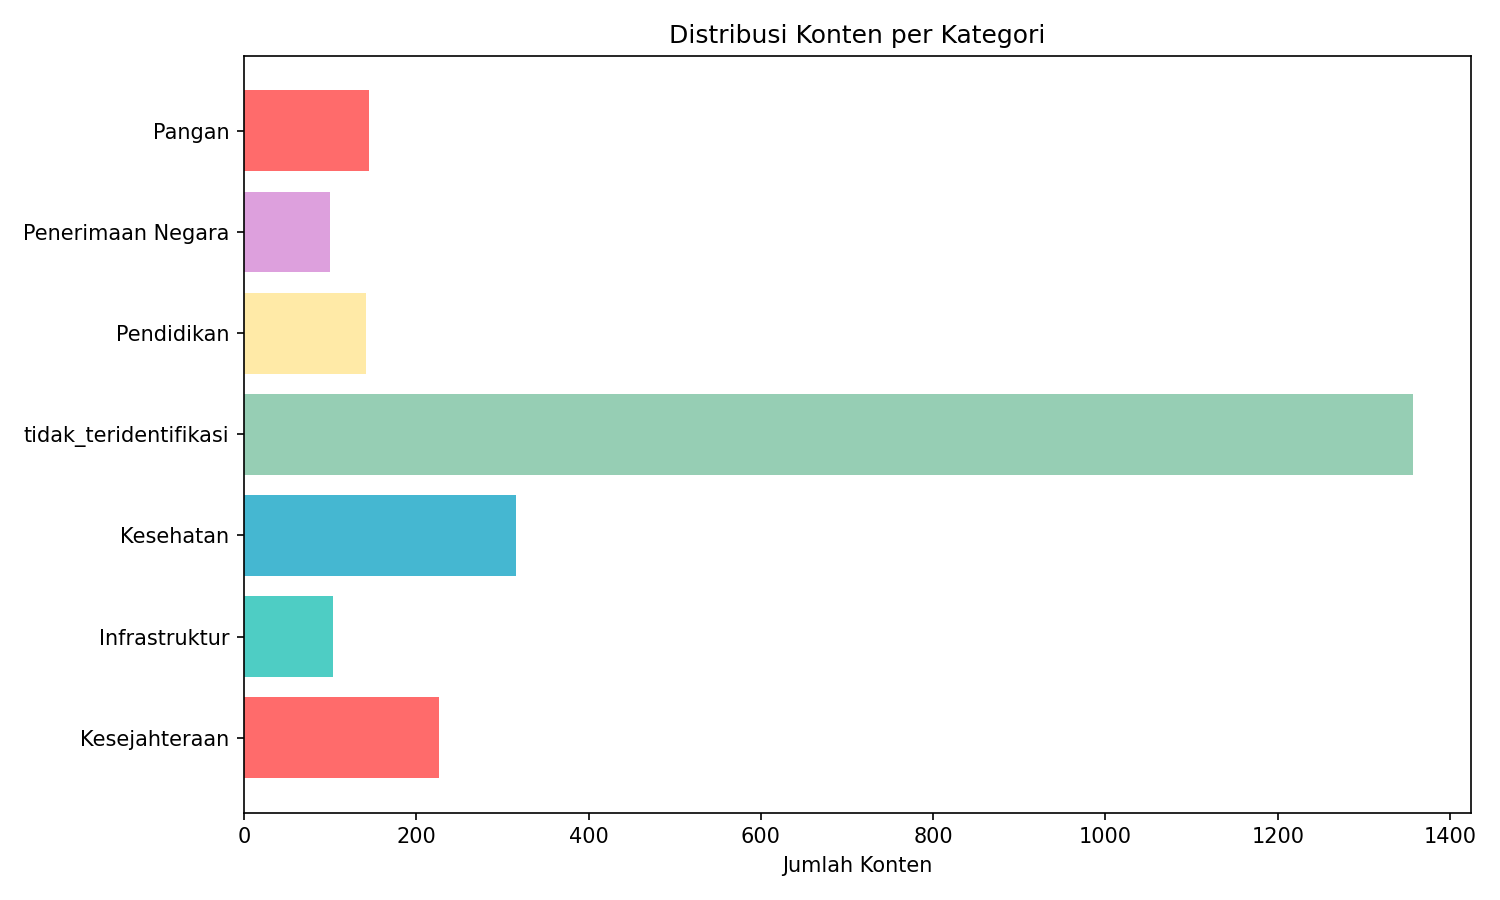 Distribusi Konten per Kategori
Pangan
Penerimaan Negara
Pendidikan
tidak_teridentifikasi
Kesehatan
Infrastruktur
Kesejahteraan
0 200 400 600 800 1000 1200 1400
Jumlah Konten